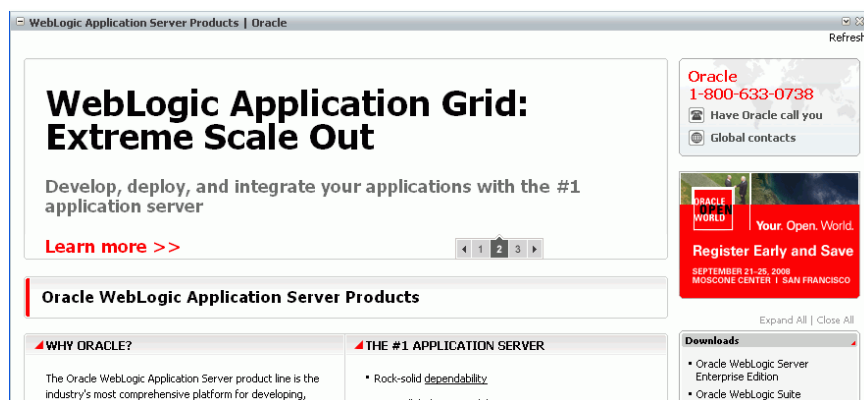 WebLogic Application Server Products | Oracle
Refresh
WebLogic Application Grid:
Extreme Scale Out
Develop, deploy, and integrate your applications with the #1
application server
Learn more >>
1 2 3
Oracle WebLogic Application Server Products
WHY ORACLE?
The Oracle WebLogic Application Server product line is the
industry's most comprehensive platform for developing,
THE #1 APPLICATION SERVER
• Rock-solid dependability
Oracle
1-800-633-0738
Have Oracle call you
Global contacts
ORACLE
OPEN
WORLD
Your. Open. World.
Register Early and Save
SEPTEMBER 21-25, 2008
MOSCONE CENTER | SAN FRANCISCO
Expand All | Close All
Downloads
• Oracle WebLogic Server
Enterprise Edition
• Oracle WebLogic Suite